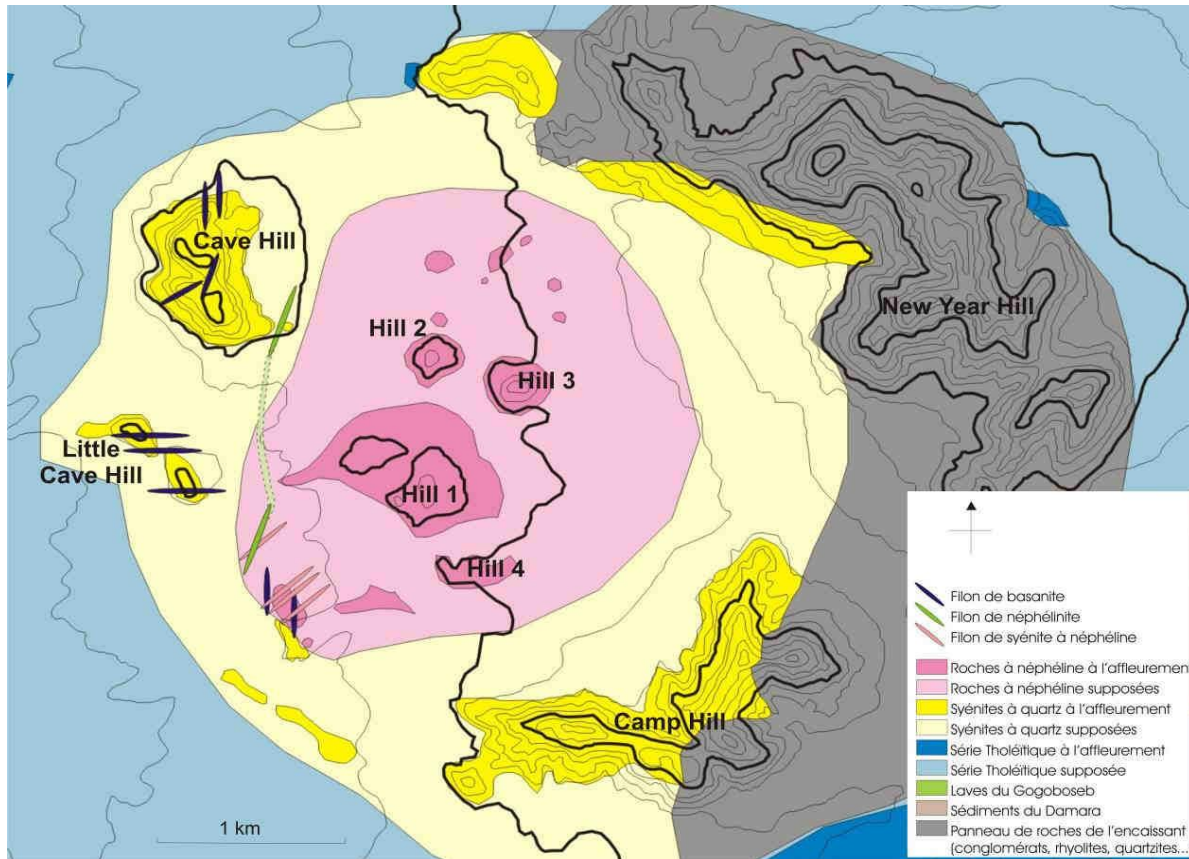 Cave Hill
New Year Hill
Hill 2
Hill 3
Little
Cave Hill
Hill 1
Hill 4
Camp Hill
1 km
Filon de basanite
Filon de néphélinite
Filon de syénite à néphéline
Roches à néphéline à l'affleurement
Roches à néphéline supposées
Syénites à quartz à l'affleurement
Syénites à quartz supposées
Série Tholéïtique à l'affleurement
Série Tholéïtique supposée
Laves du Gogoboseb
Sédiments du Damara
Panneau de roches de l'encaissant
(conglomérats, rhyolites, quartzites...